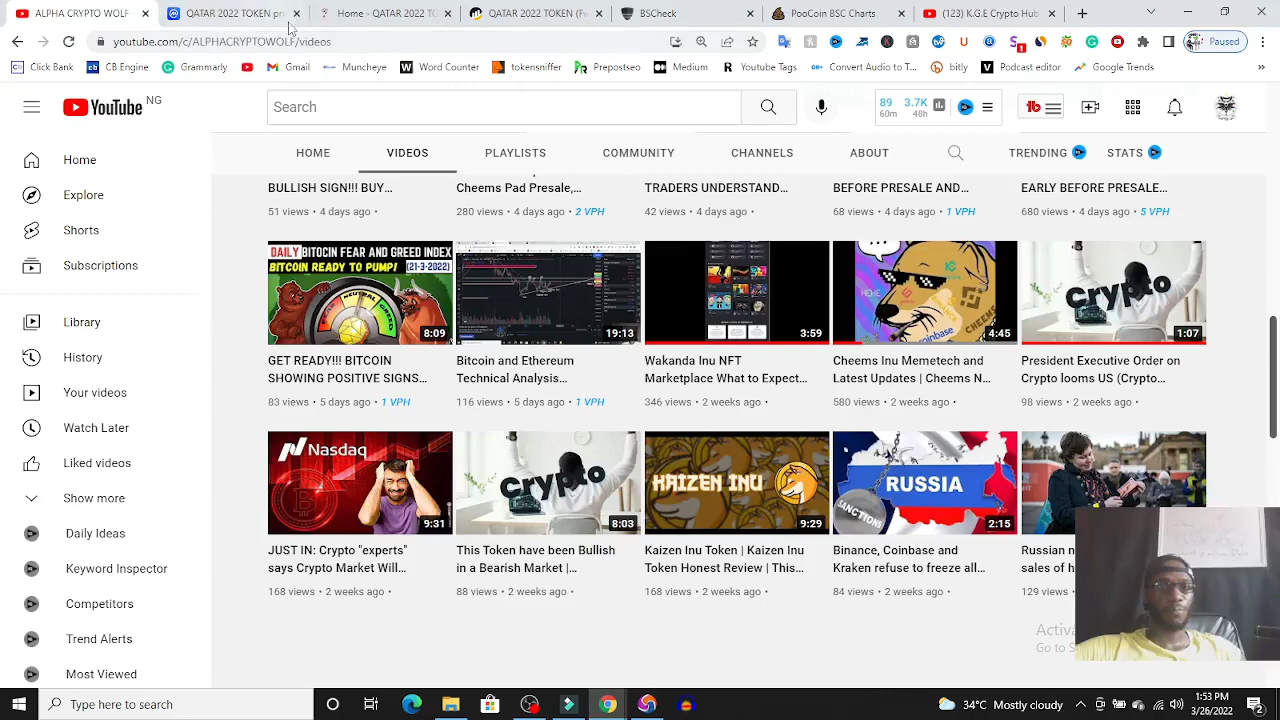 ALPHA CRYPTO WOLF
QATAR 2022 TOKEN pri
Home - QATAR 2022 TO
QATAR 2022 TOKEN (Fw
BSCheck
PooCoin BSC Charts
(123) K.G.E Crypto Hub
youtube.com/c/ALPHACRYPTOWOLF/videos
Paused
Click Bank
CB Engine
Grammarly
Gmail
Muncheye
Word Counter
tokensniffer
Prepostseo
Medium
Youtube Tags
Convert Audio to T...
bitly
Podcast editor
Google Trends
YouTube NG
Search
89 3.7K
60m 48h
HOME
VIDEOS
PLAYLISTS
COMMUNITY
CHANNELS
ABOUT
TRENDING
STATS
Home
Explore
Shorts
Subscriptions
Library
History
Your videos
Watch Later
Liked videos
Show more
Daily Ideas
Keyword Inspector
Competitors
Trend Alerts
Most Viewed
BULLISH SIGN!!! BUY...
51 views • 4 days ago •
Cheems Pad Presale,...
280 views • 4 days ago • 2 VPH
TRADERS UNDERSTAND...
42 views • 4 days ago •
BEFORE PRESALE AND...
68 views • 4 days ago • 1 VPH
EARLY BEFORE PRESALE...
680 views • 4 days ago • 5 VPH
DAILY BITCOIN FEAR AND GREED INDEX
BITCOIN READY TO PUMP! (21-3-2022)
8:09
19:13
3:59
4:45
Crypto
1:07
GET READY!!! BITCOIN
SHOWING POSITIVE SIGNS...
83 views • 5 days ago • 1 VPH
Bitcoin and Ethereum
Technical Analysis...
116 views • 5 days ago • 1 VPH
Wakanda Inu NFT
Marketplace What to Expect...
346 views • 2 weeks ago •
Cheems Inu Memetech and
Latest Updates | Cheems N...
580 views • 2 weeks ago •
President Executive Order on
Crypto looms US (Crypto...
98 views • 2 weeks ago •
Nasdaq
9:31
Crypto
8:03
KAIZEN INU
9:29
RUSSIA
SANCTIONS
2:15
JUST IN: Crypto "experts"
says Crypto Market Will...
168 views • 2 weeks ago •
This Token have been Bullish
in a Bearish Market |...
88 views • 2 weeks ago •
Kaizen Inu Token | Kaizen Inu
Token Honest Review | This...
168 views • 2 weeks ago •
Binance, Coinbase and
Kraken refuse to freeze all...
84 views • 2 weeks ago •
Russian n
sales of h
129 views
Activa
Go to S
Type here to search
34°C Mostly cloudy
1:53 PM
3/26/2022